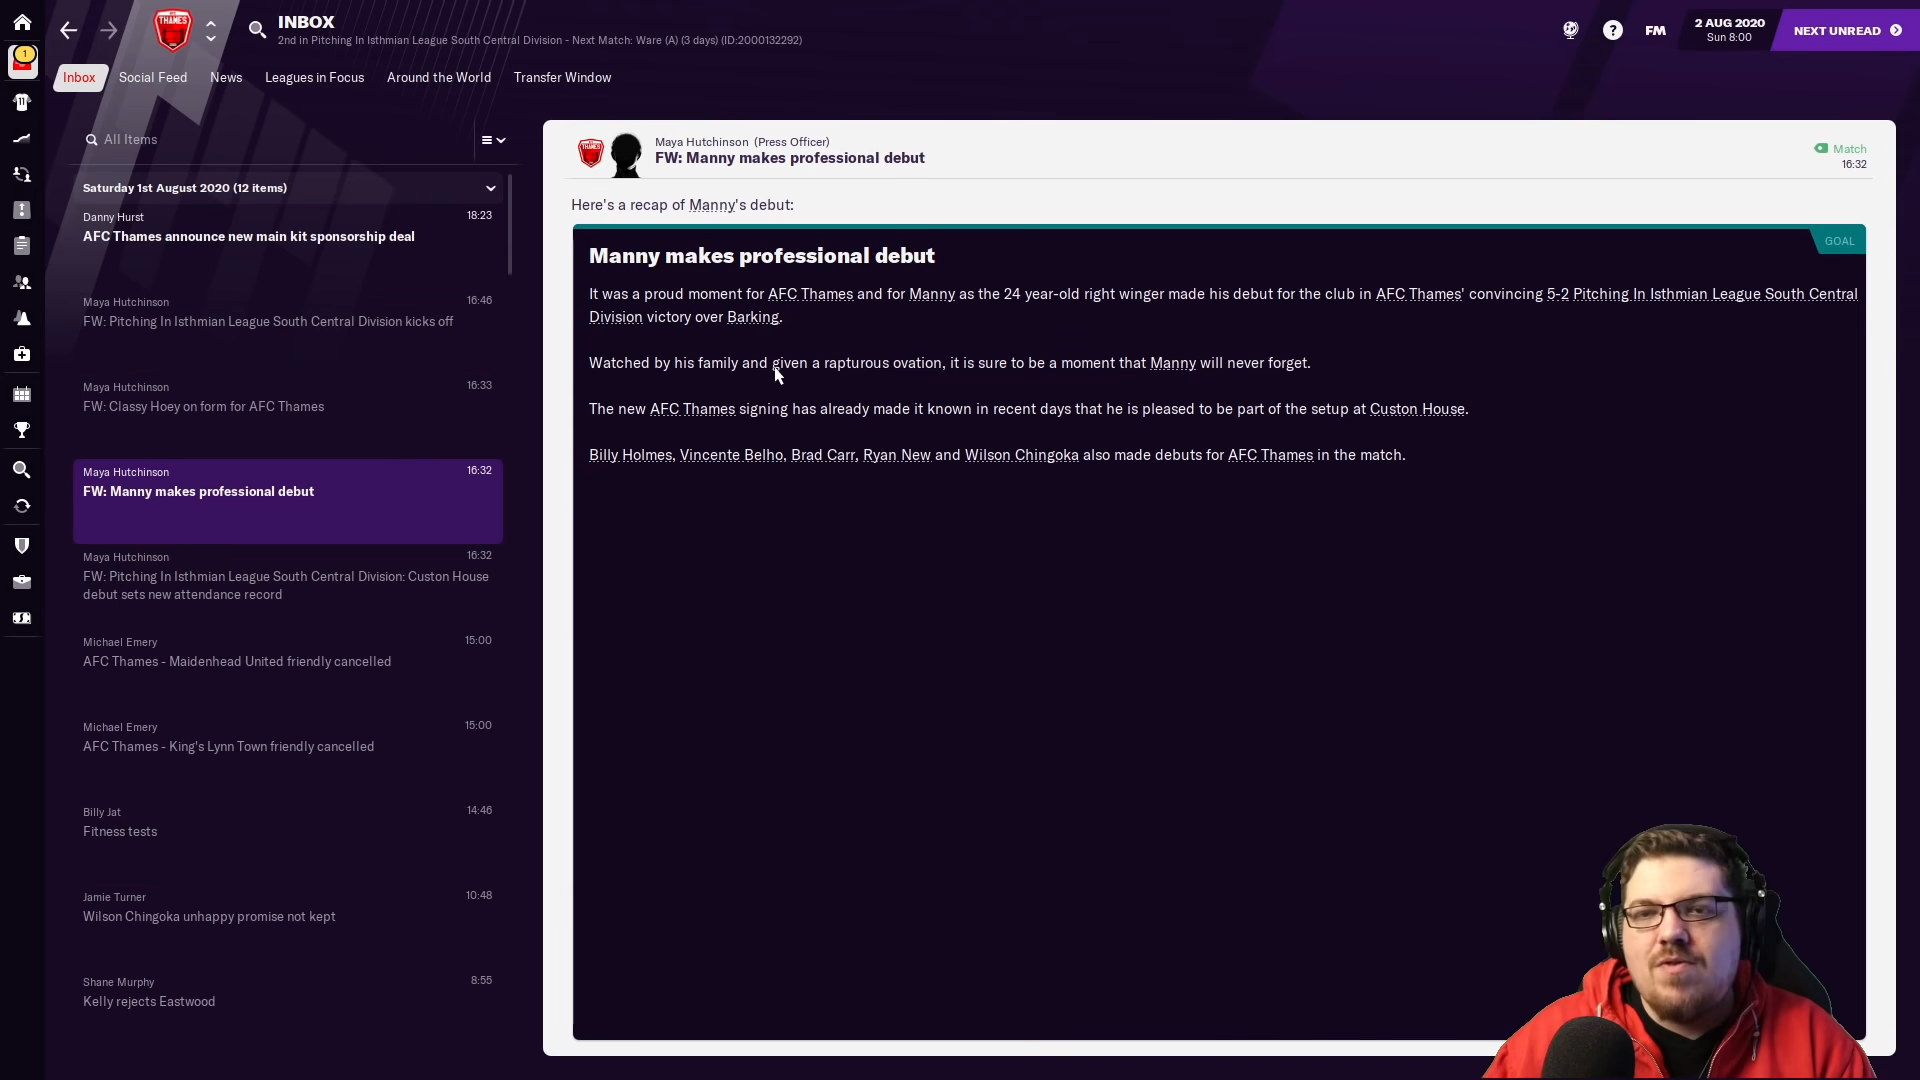 INBOX
2nd in Pitching In Isthmian League South Central Division - Next Match: Ware (A) (3 days) (ID:2000132292)
FM
2 AUG 2020
Sun 8:00
NEXT UNREAD
1
THAMES
Inbox
Social Feed
News
Leagues in Focus
Around the World
Transfer Window
All Items
Saturday 1st August 2020 (12 items)
Danny Hurst
18:23
AFC Thames announce new main kit sponsorship deal
Maya Hutchinson
16:46
FW: Pitching In Isthmian League South Central Division kicks off
Maya Hutchinson
16:33
FW: Classy Hoey on form for AFC Thames
Maya Hutchinson
16:32
FW: Manny makes professional debut
Maya Hutchinson
16:32
FW: Pitching In Isthmian League South Central Division: Custon House
debut sets new attendance record
Michael Emery
15:00
AFC Thames - Maidenhead United friendly cancelled
Michael Emery
15:00
AFC Thames - King's Lynn Town friendly cancelled
Billy Jat
14:46
Fitness tests
Jamie Turner
10:48
Wilson Chingoka unhappy promise not kept
Shane Murphy
8:55
Kelly rejects Eastwood
Maya Hutchinson (Press Officer)
FW: Manny makes professional debut
Match
16:32
Here's a recap of Manny's debut:
GOAL
Manny makes professional debut
It was a proud moment for AFC Thames and for Manny as the 24 year-old right winger made his debut for the club in AFC Thames' convincing 5-2 Pitching In Isthmian League South Central
Division victory over Barking.
Watched by his family and given a rapturous ovation, it is sure to be a moment that Manny will never forget.
The new AFC Thames signing has already made it known in recent days that he is pleased to be part of the setup at Custon House.
Billy Holmes, Vincente Belho, Brad Carr, Ryan New and Wilson Chingoka also made debuts for AFC Thames in the match.